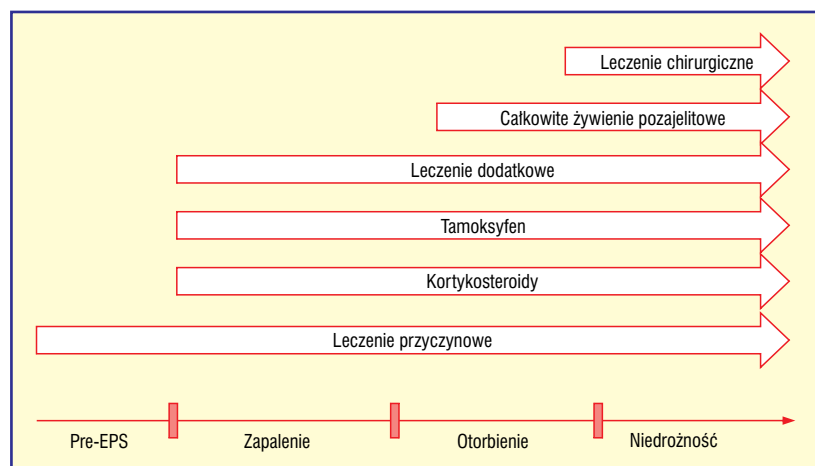 Leczenie chirurgiczne
Całkowite żywienie pozajelitowe
Leczenie dodatkowe
Tamoksyfen
Kortykosteroidy
Leczenie przyczynowe
Pre-EPS Zapalenie Otorbienie Niedrożność